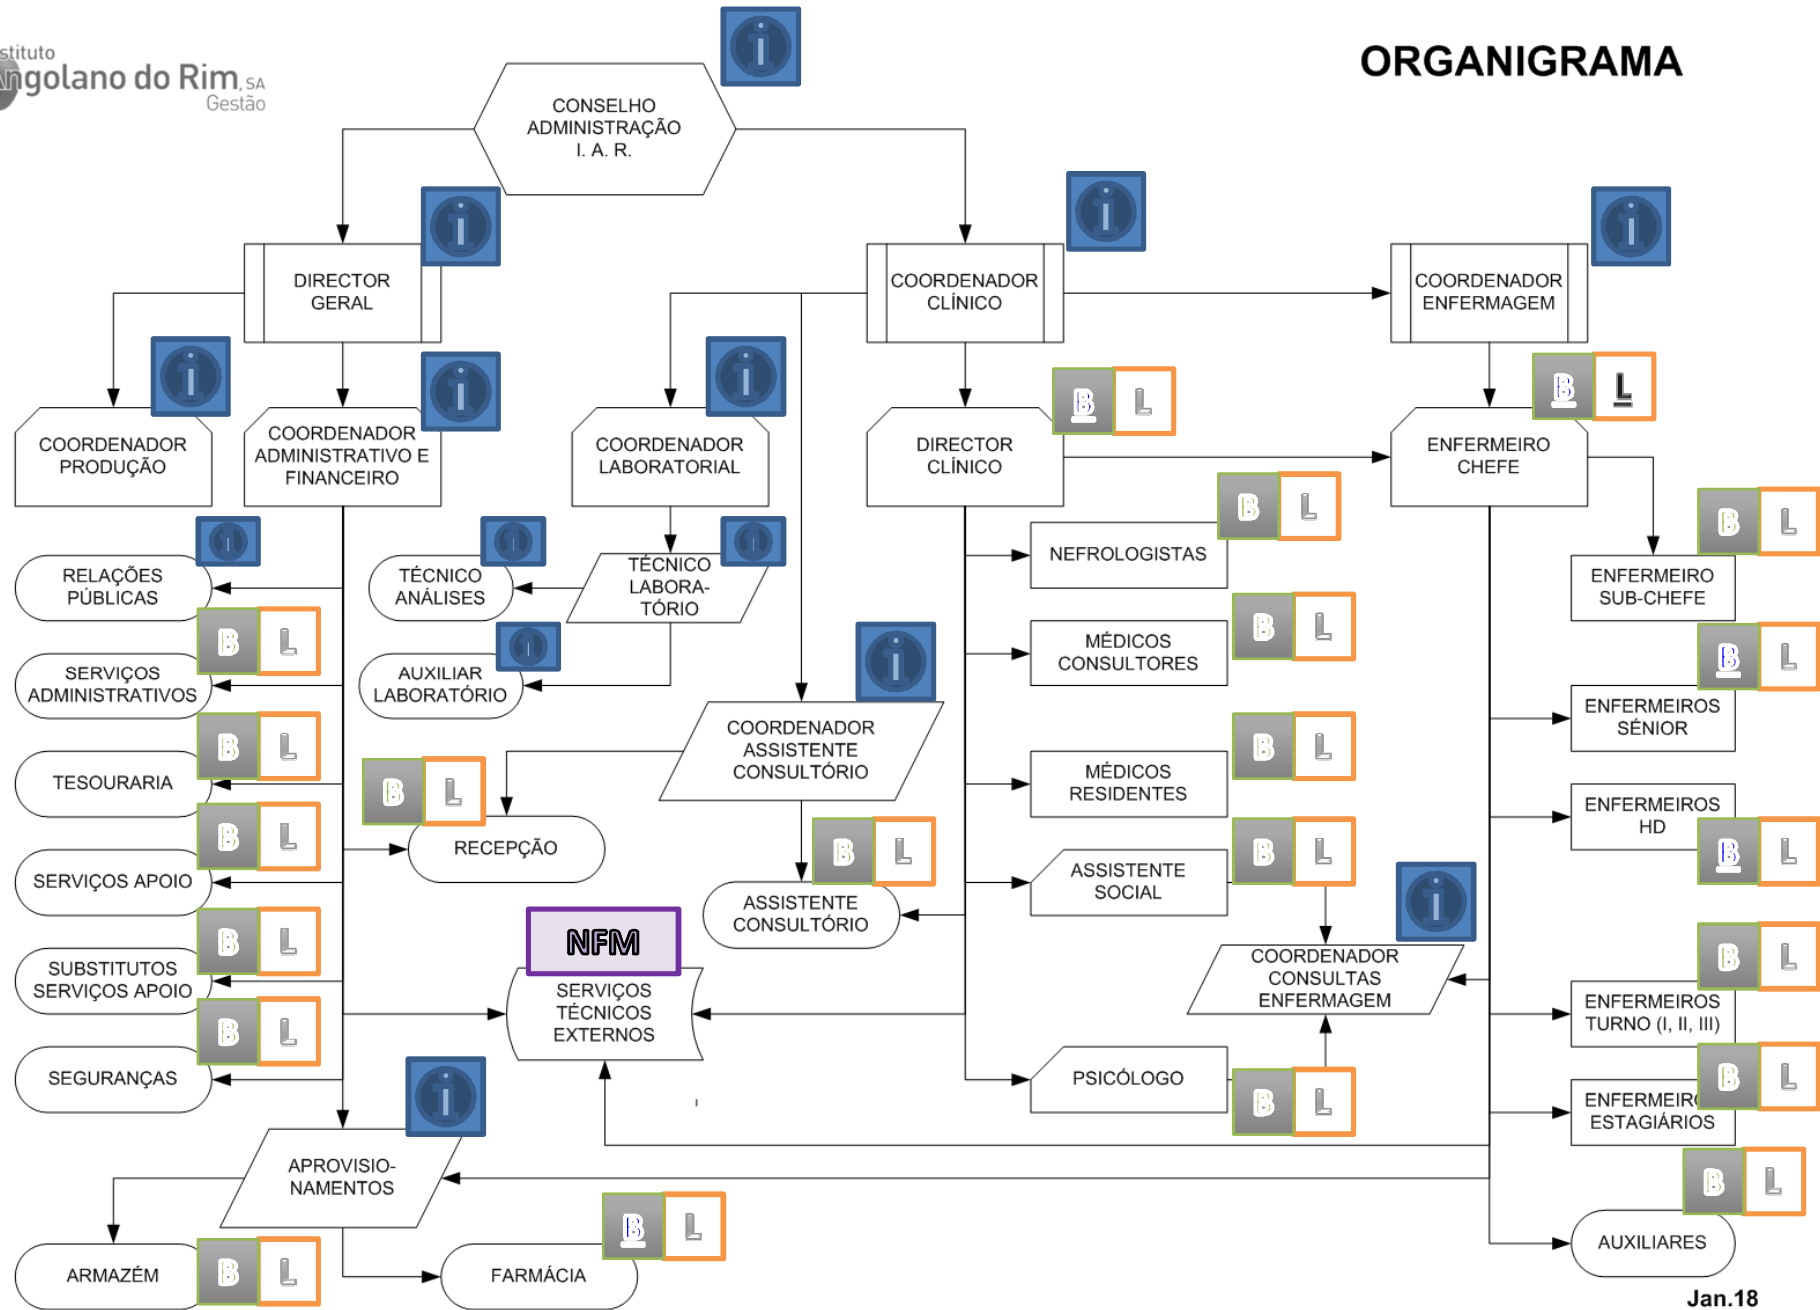 stituto
Angolano do Rim, SA
Gestão
ORGANIGRAMA
CONSELHO
ADMINISTRAÇÃO
I. A. R.
DIRECTOR
GERAL
COORDENADOR
CLÍNICO
COORDENADOR
ENFERMAGEM
COORDENADOR
PRODUÇÃO
COORDENADOR
ADMINISTRATIVO E
FINANCEIRO
COORDENADOR
LABORATORIAL
DIRECTOR
CLÍNICO
B L
ENFERMEIRO
CHEFE
B L
RELAÇÕES
PÚBLICAS
TÉCNICO
ANÁLISES
TÉCNICO
LABORA-
TÓRIO
NEFROLOGISTAS
B L
ENFERMEIRO
SUB-CHEFE
B L
SERVIÇOS
ADMINISTRATIVOS
B L
AUXILIAR
LABORATÓRIO
MÉDICOS
CONSULTORES
B L
ENFERMEIROS
SÉNIOR
B L
TESOURARIA
B L
COORDENADOR
ASSISTENTE
CONSULTÓRIO
MÉDICOS
RESIDENTES
B L
ENFERMEIROS
HD
B L
SERVIÇOS APOIO
B L
RECEPÇÃO
B L
ASSISTENTE
CONSULTÓRIO
B L
ASSISTENTE
SOCIAL
B L
SUBSTITUTOS
SERVIÇOS APOIO
B L
NFM
SERVIÇOS
TÉCNICOS
EXTERNOS
COORDENADOR
CONSULTAS
ENFERMAGEM
ENFERMEIROS
TURNO (I, II, III)
B L
SEGURANÇAS
B L
PSICÓLOGO
B L
ENFERMEIRO
ESTAGIÁRIOS
B L
APROVISIO-
NAMENTOS
ARMAZÉM
B L
FARMÁCIA
B L
AUXILIARES
B L
Jan.18